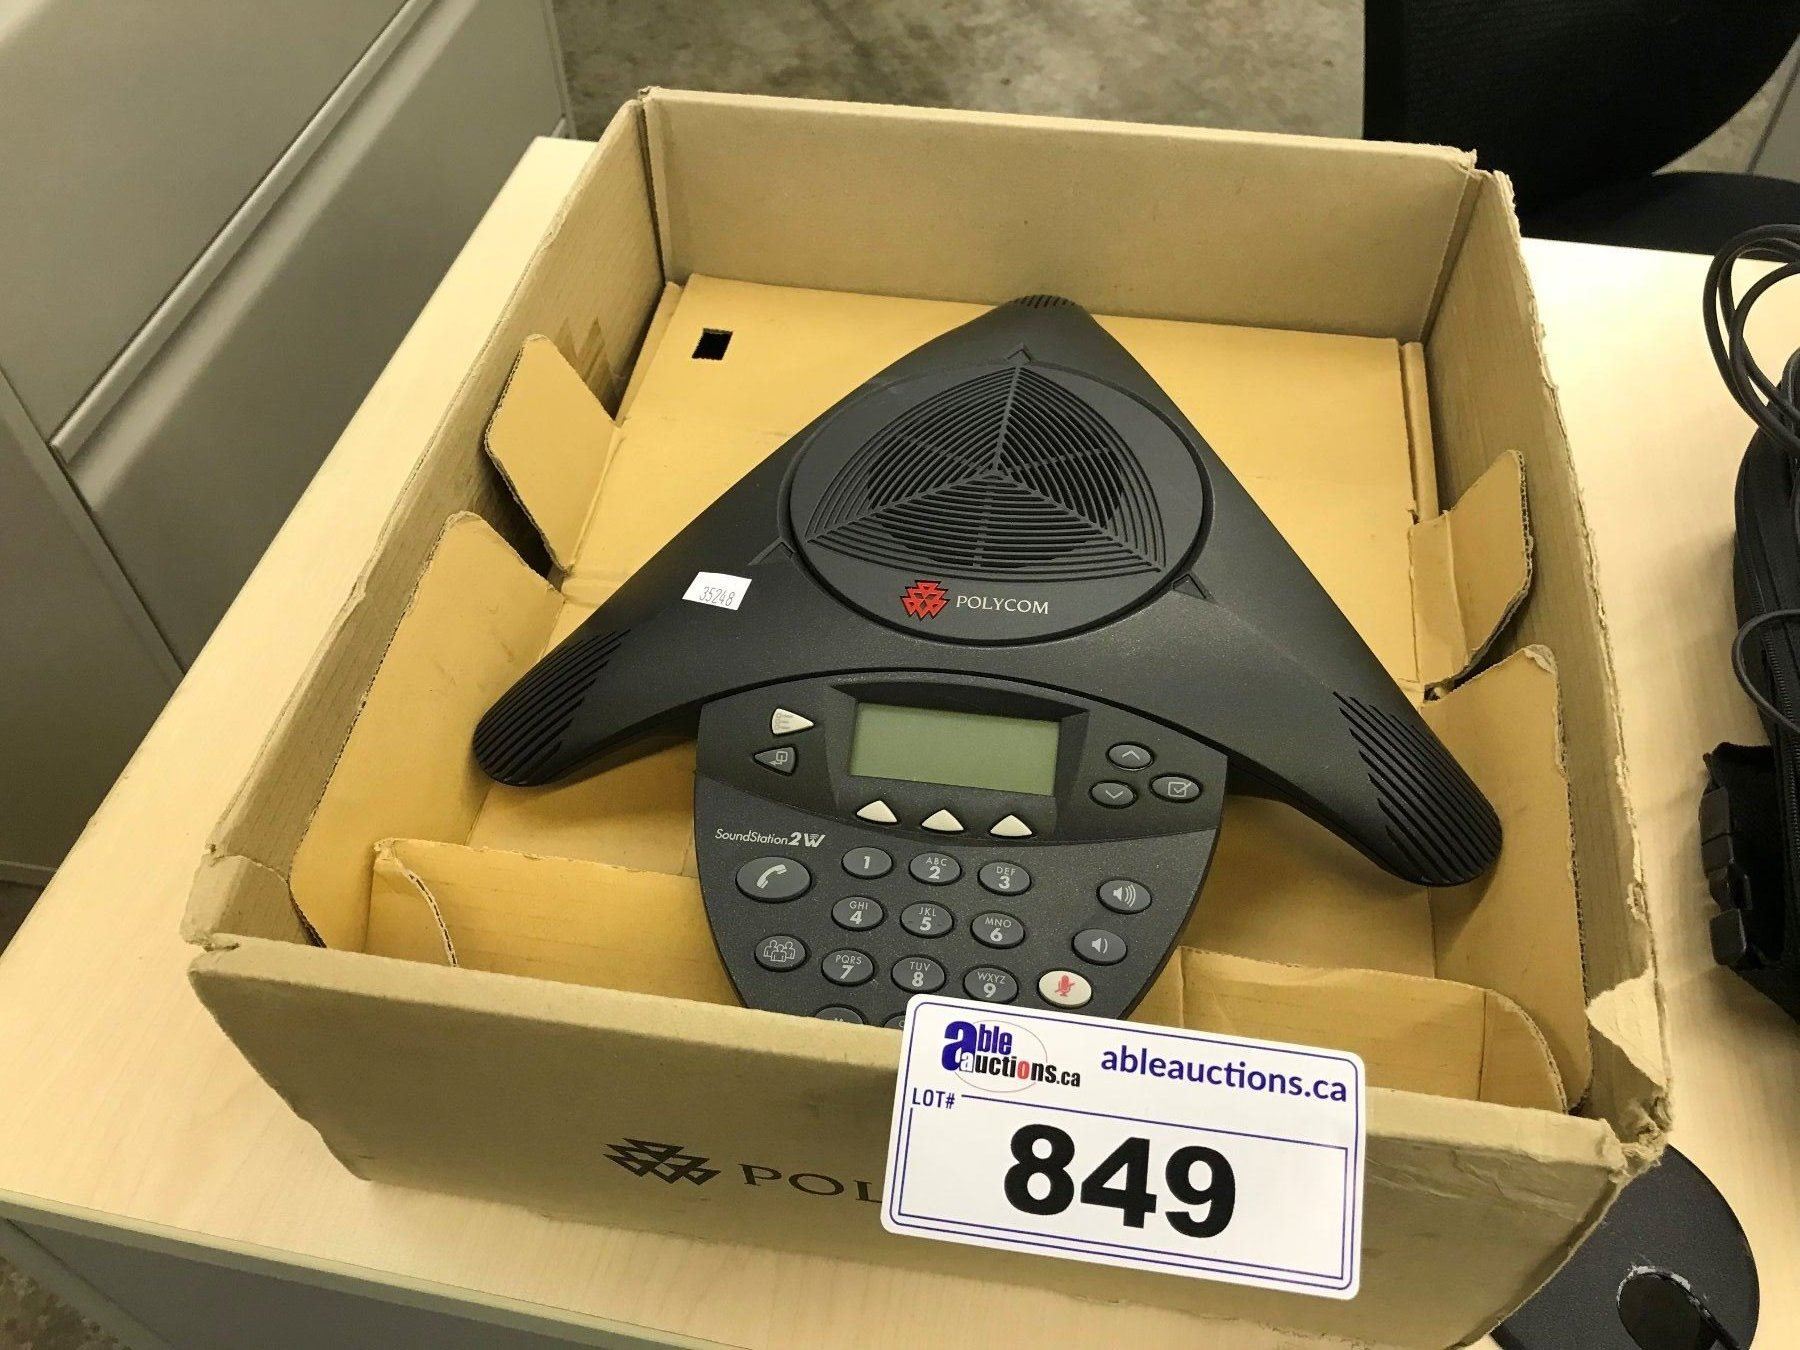 35248
POLYCOM
SoundStation2W
1
ABC
2
DEF
3
GHI
4
JKL
5
MNO
6
PQRS
7
TUV
8
WXYZ
9
able auctions.ca
ableauctions.ca
LOT#
849
POL